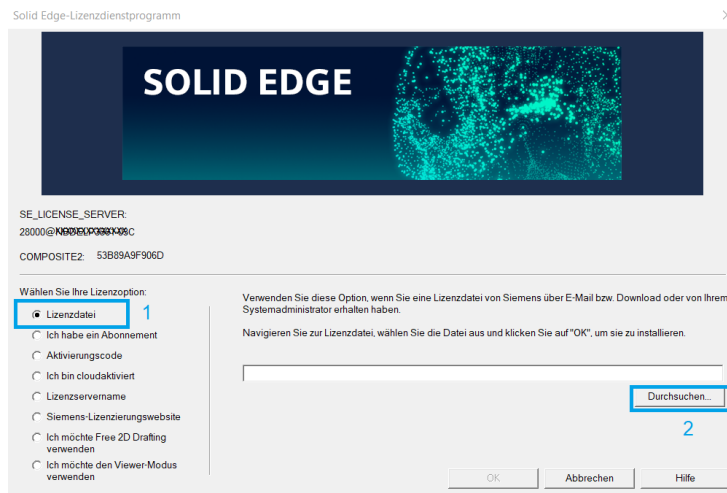 Solid Edge-Lizenzdienstprogramm
SOLID EDGE
SE_LICENSE_SERVER:
28000@
COMPOSITE2: 53B89A9F906D
Wählen Sie Ihre Lizenzoption:
Lizenzdatei 1
Ich habe ein Abonnement
Aktivierungscode
Ich bin cloudaktiviert
Lizenzservername
Siemens-Lizenzierungswebsite
Ich möchte Free 2D Drafting
verwenden
Ich möchte den Viewer-Modus
verwenden
Verwenden Sie diese Option, wenn Sie eine Lizenzdatei von Siemens über E-Mail bzw. Download oder von Ihrem
Systemadministrator erhalten haben.
Navigieren Sie zur Lizenzdatei, wählen Sie die Datei aus und klicken Sie auf "OK", um sie zu installieren.
Durchsuchen...
2
OK Abbrechen Hilfe